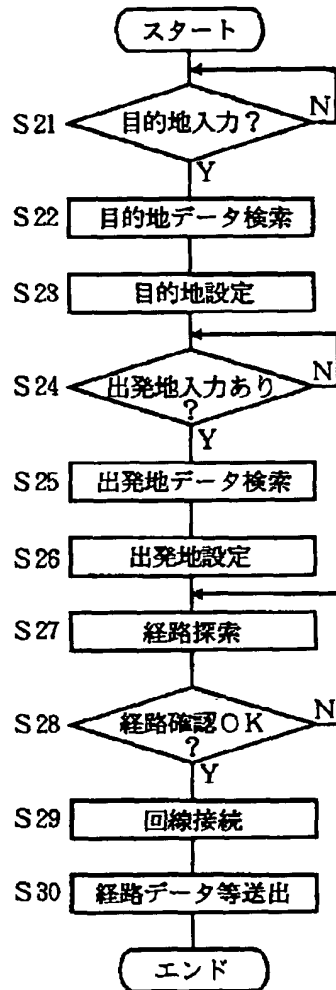 スタート
S21 目的地入力？ N
Y
S22 目的地データ検索
S23 目的地設定
S24 出発地入力あり N
？
Y
S25 出発地データ検索
S26 出発地設定
S27 経路探索
S28 経路確認OK N
？
Y
S29 回線接続
S30 経路データ等送出
エンド